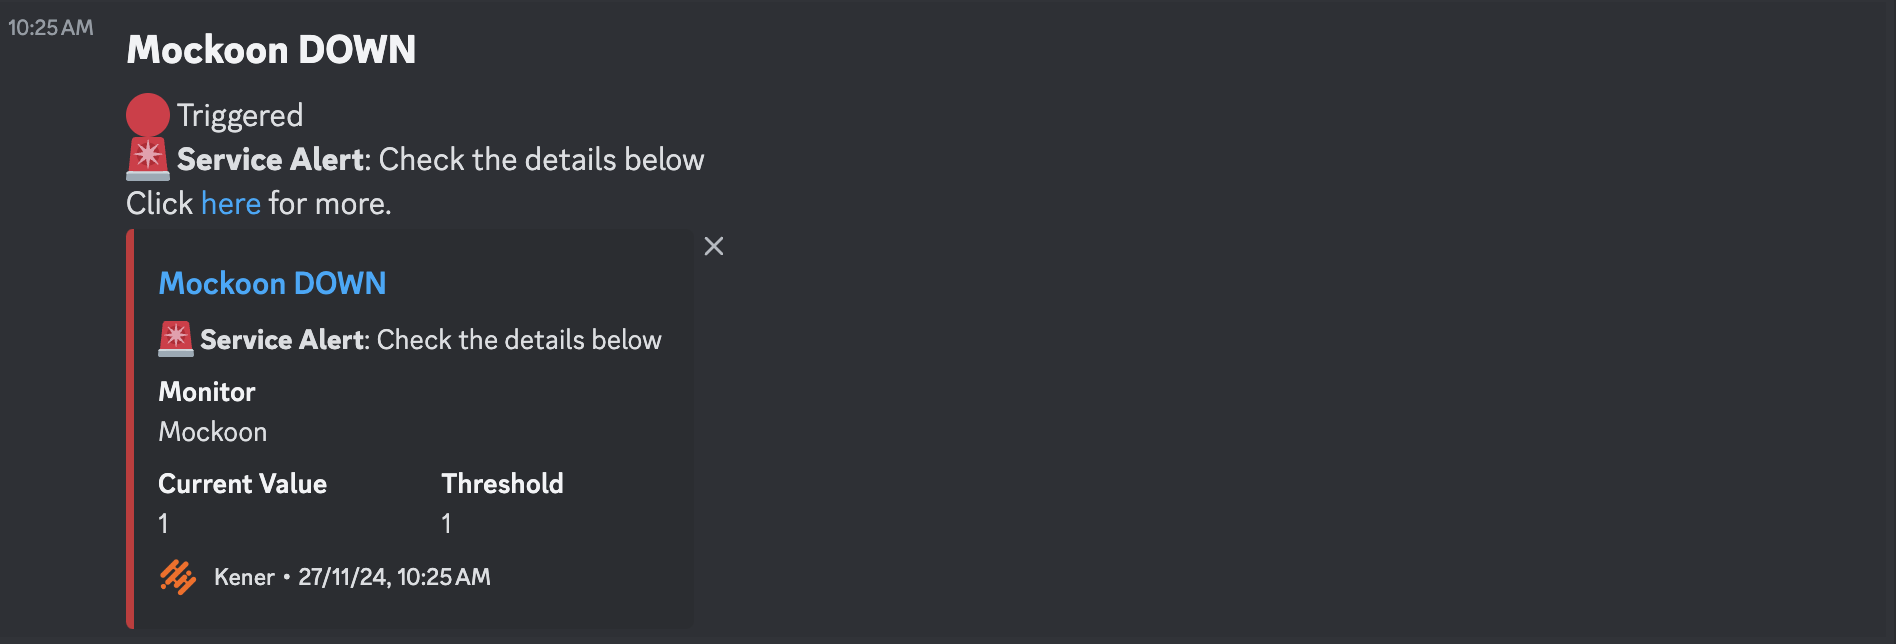 10:25 AM
Mockoon DOWN
Triggered
Service Alert: Check the details below
Click here for more.
Mockoon DOWN
Service Alert: Check the details below
Monitor
Mockoon
Current Value Threshold
1 1
Kener • 27/11/24, 10:25 AM